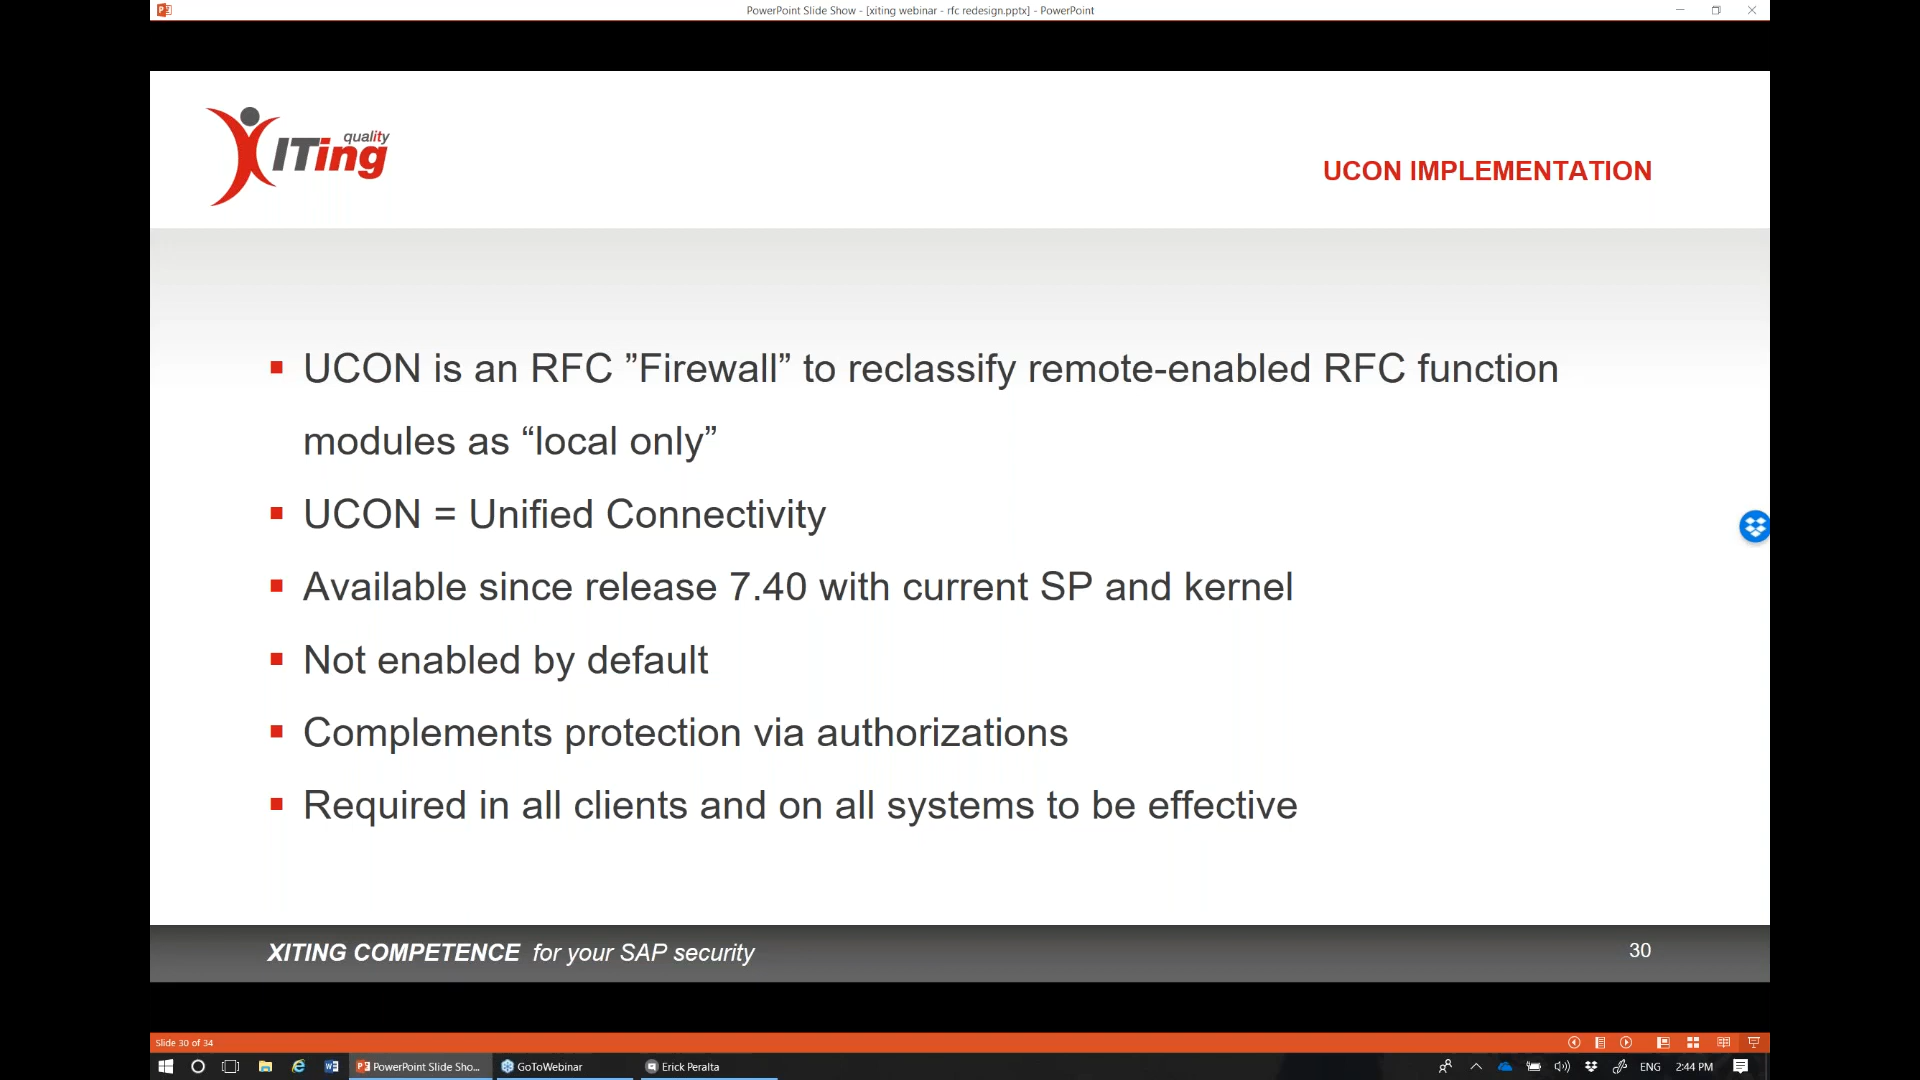 PowerPoint Slide Show - [xiting webinar - rfc redesign.pptx] - PowerPoint
quality
XITing
UCON IMPLEMENTATION
▪ UCON is an RFC ”Firewall” to reclassify remote-enabled RFC function
modules as “local only”
▪ UCON = Unified Connectivity
▪ Available since release 7.40 with current SP and kernel
▪ Not enabled by default
▪ Complements protection via authorizations
▪ Required in all clients and on all systems to be effective
XITING COMPETENCE for your SAP security
30
Slide 30 of 34
PowerPoint Slide Sho...
GoToWebinar
Erick Peralta
ENG
2:44 PM